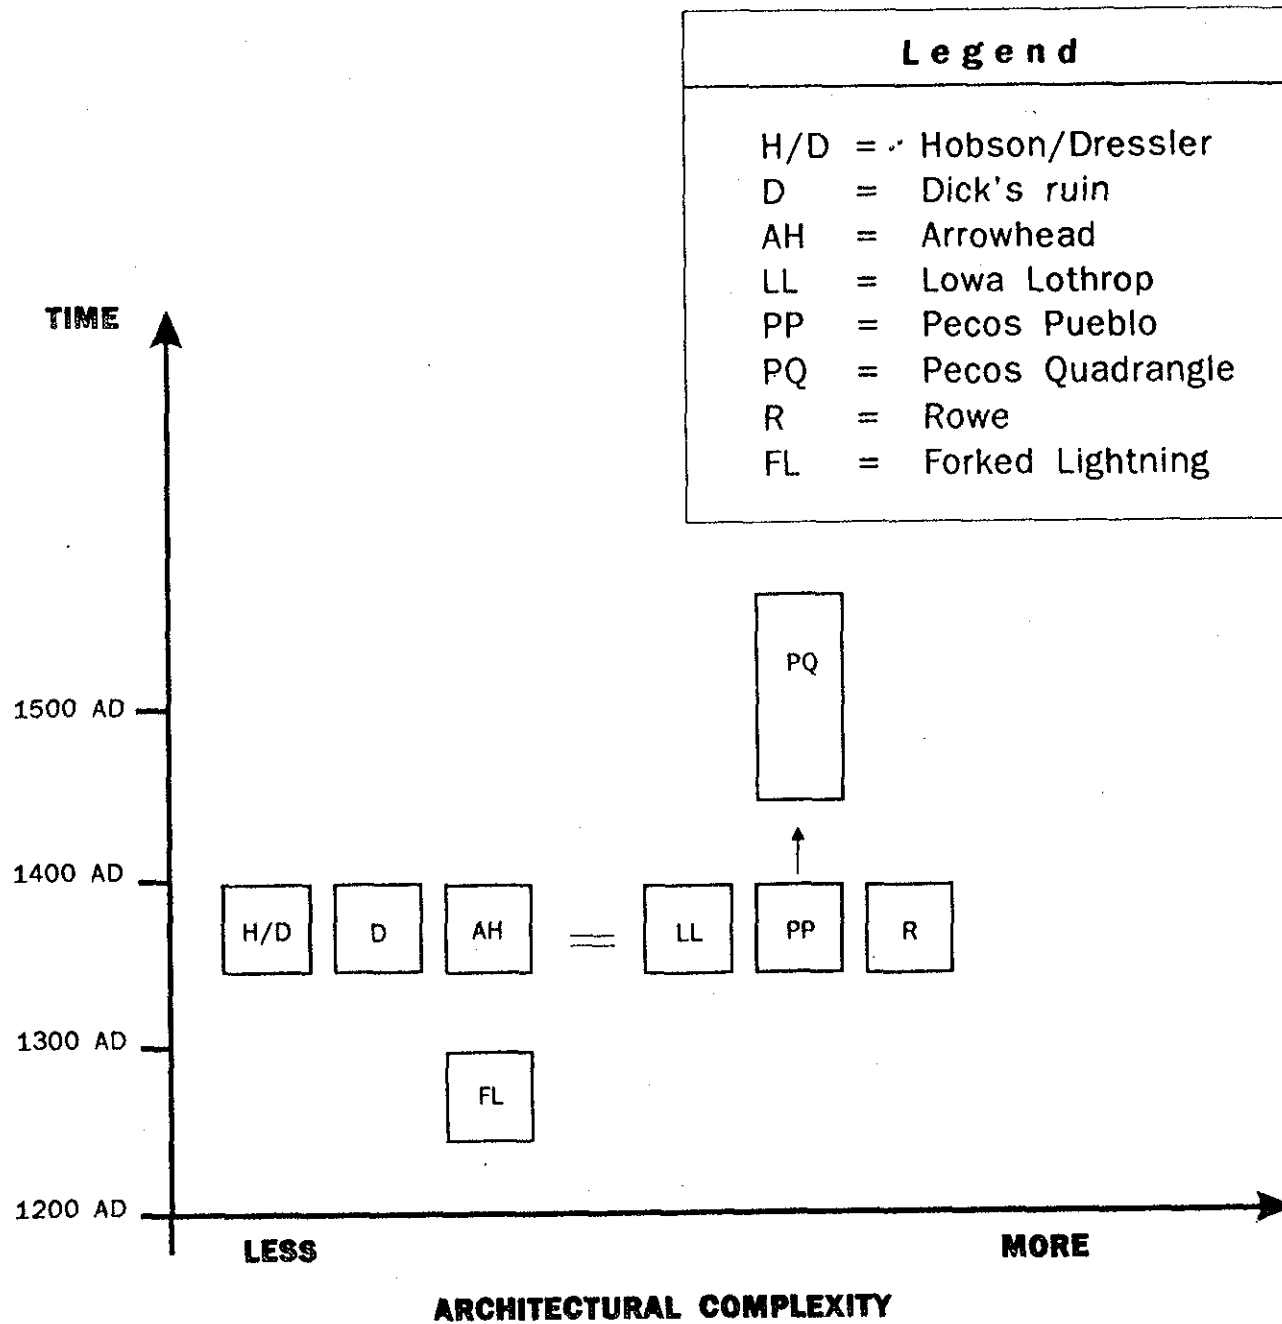 Legend
H/D = Hobson/Dressler
D = Dick's ruin
AH = Arrowhead
LL = Lowa Lothrop
PP = Pecos Pueblo
PQ = Pecos Quadrangle
R = Rowe
FL = Forked Lightning
TIME
PQ
1500 AD
1400 AD
H/D D AH = LL PP R
1300 AD
FL
1200 AD
LESS MORE
ARCHITECTURAL COMPLEXITY